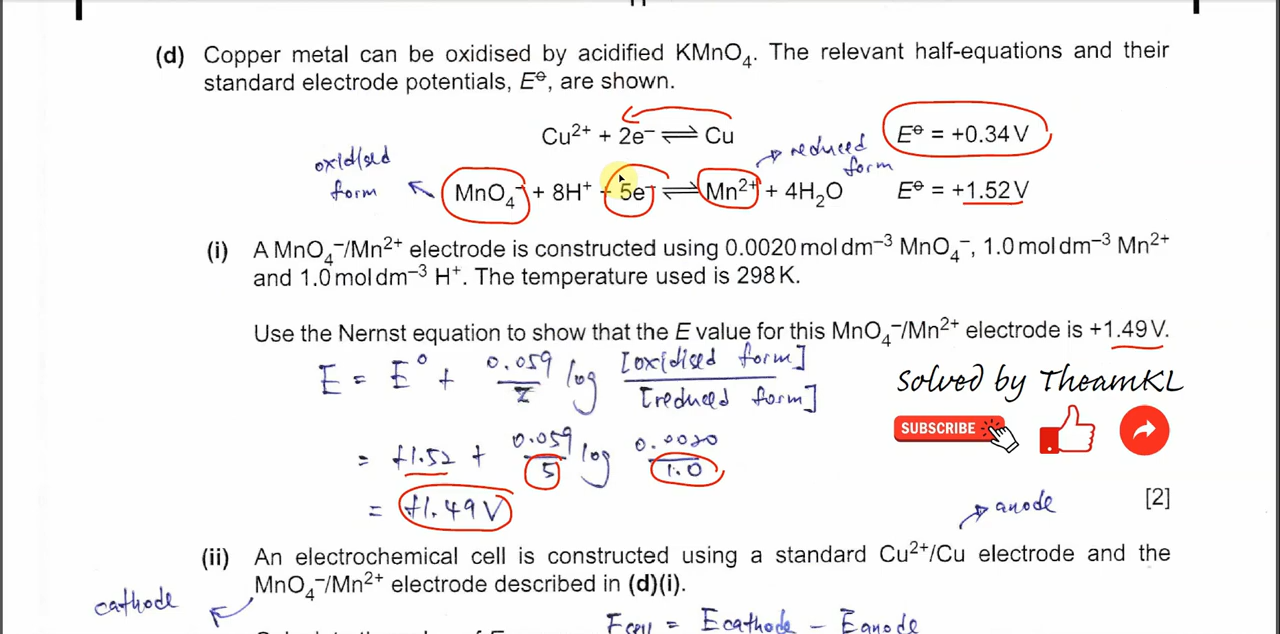 (d) Copper metal can be oxidised by acidified KMnO₄. The relevant half-equations and their
standard electrode potentials, E⦵, are shown.
Cu²⁺ + 2e⁻ ⇌ Cu E⦵ = +0.34 V
oxidised
form
reduced
form
MnO₄⁻ + 8H⁺ + 5e⁻ ⇌ Mn²⁺ + 4H₂O E⦵ = +1.52 V
(i) A MnO₄⁻/Mn²⁺ electrode is constructed using 0.0020 mol dm⁻³ MnO₄⁻, 1.0 mol dm⁻³ Mn²⁺
and 1.0 mol dm⁻³ H⁺. The temperature used is 298 K.
Use the Nernst equation to show that the E value for this MnO₄⁻/Mn²⁺ electrode is +1.49 V.
E = E° + 0.059/z log [oxidised form]/[reduced form]
= +1.52 + 0.059/5 log 0.0020/1.0
= +1.49 V
Solved by TheamKL
SUBSCRIBE
[2]
anode
(ii) An electrochemical cell is constructed using a standard Cu²⁺/Cu electrode and the
MnO₄⁻/Mn²⁺ electrode described in (d)(i).
cathode
Ecell = Ecathode - Eanode